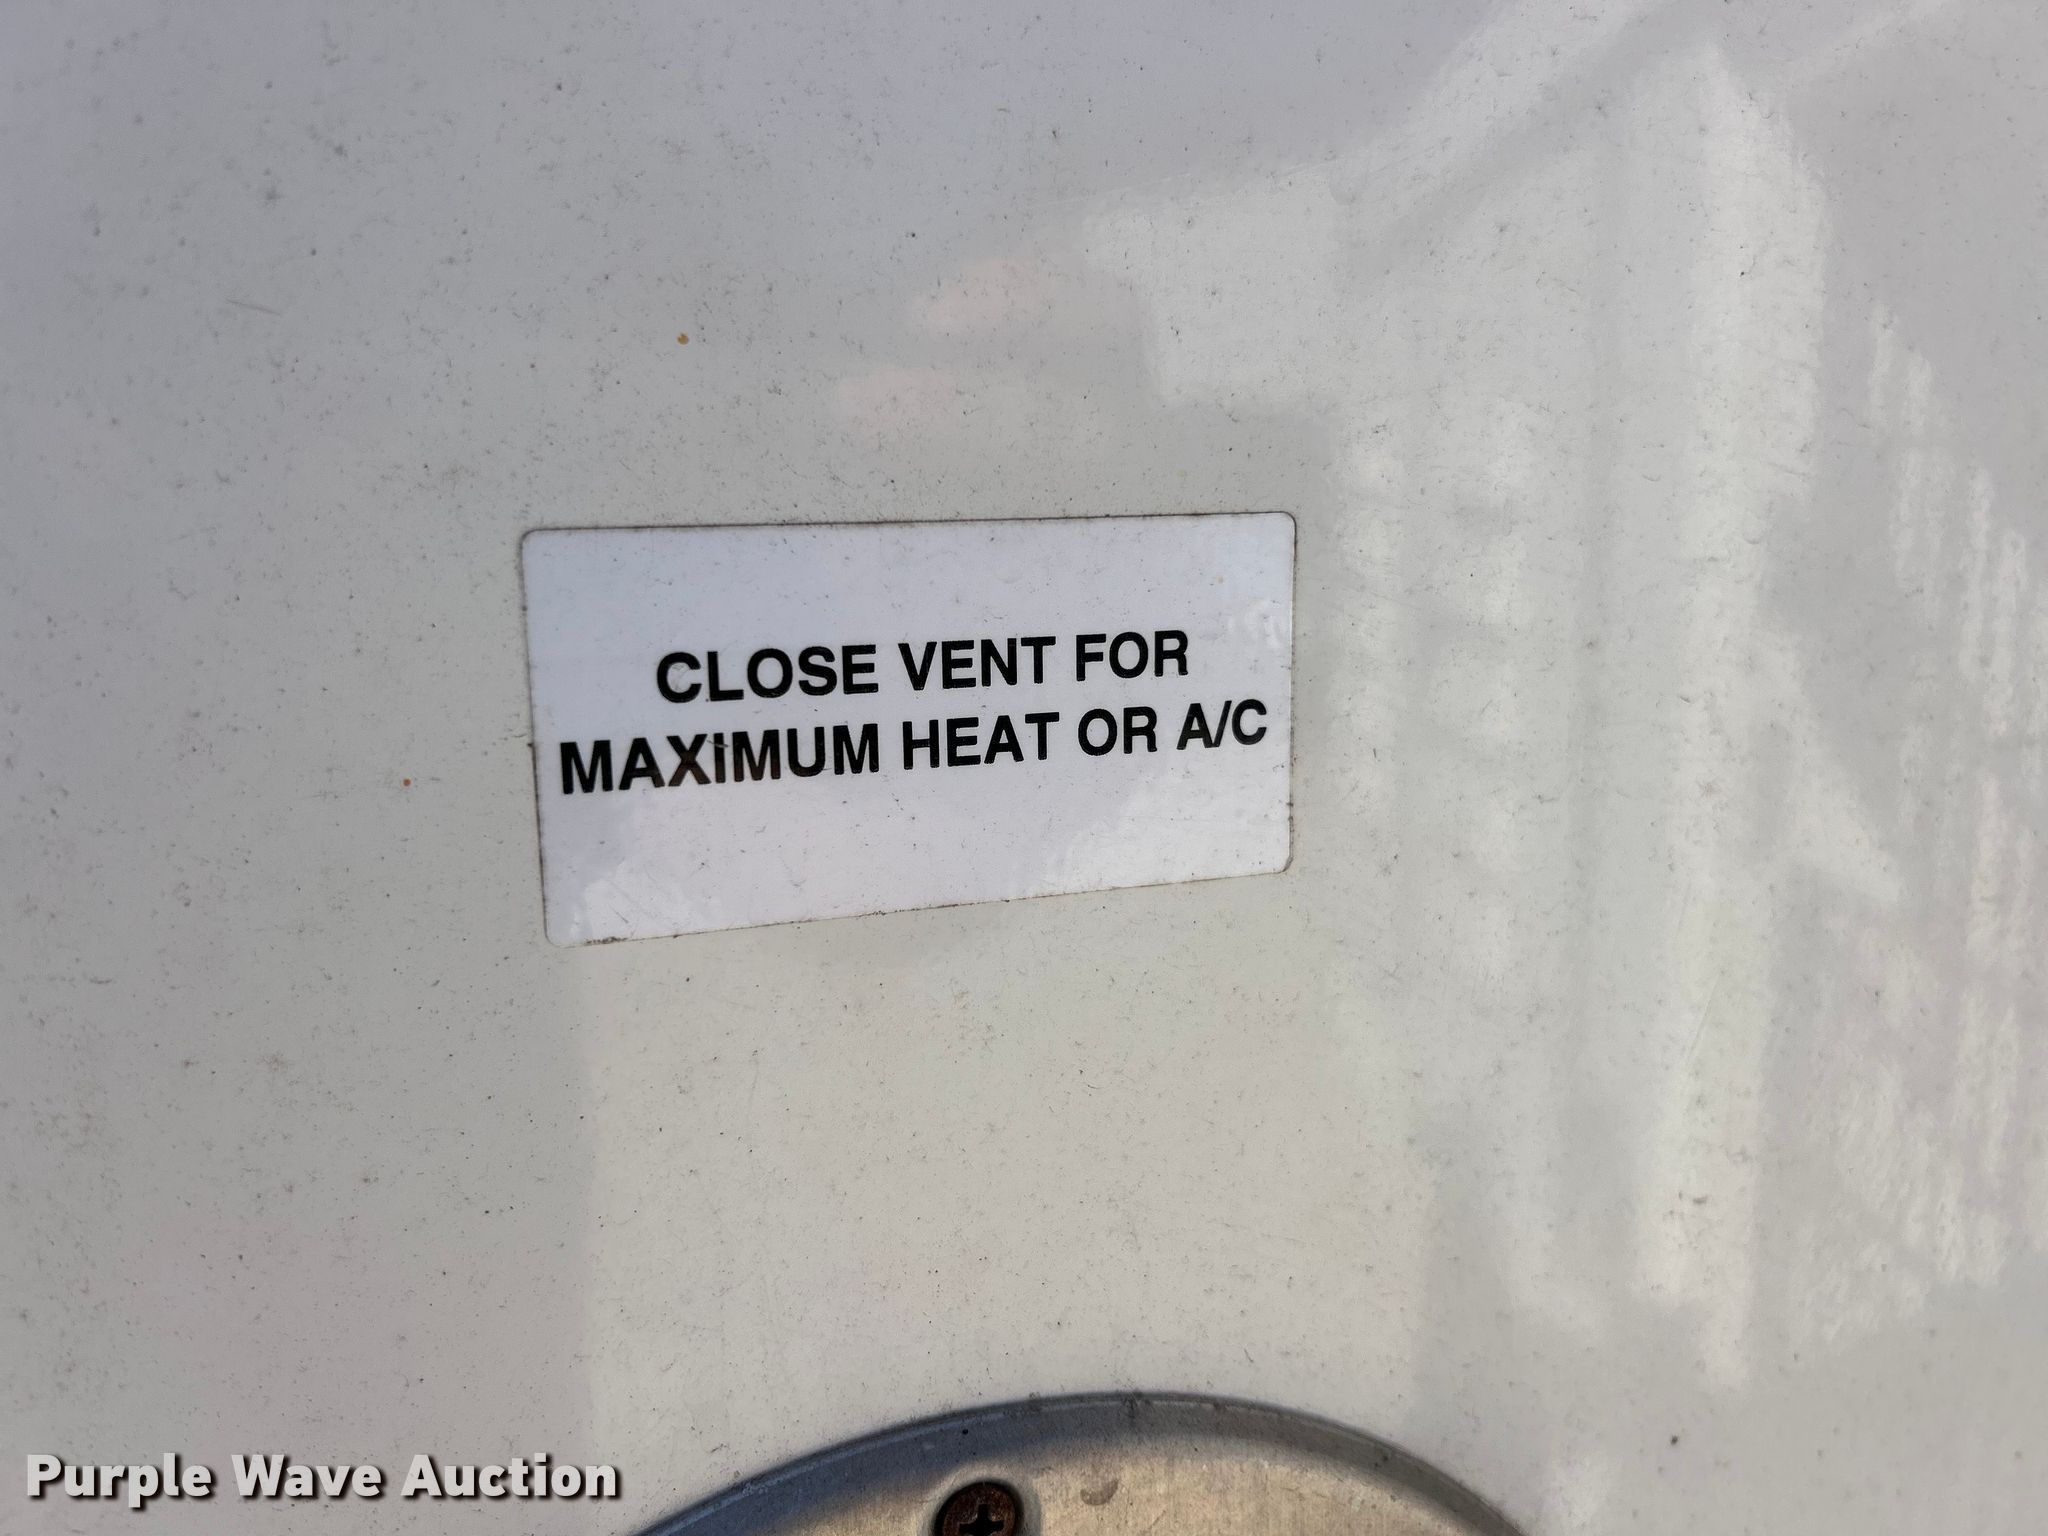 CLOSE VENT FOR
MAXIMUM HEAT OR A/C
Purple Wave Auction